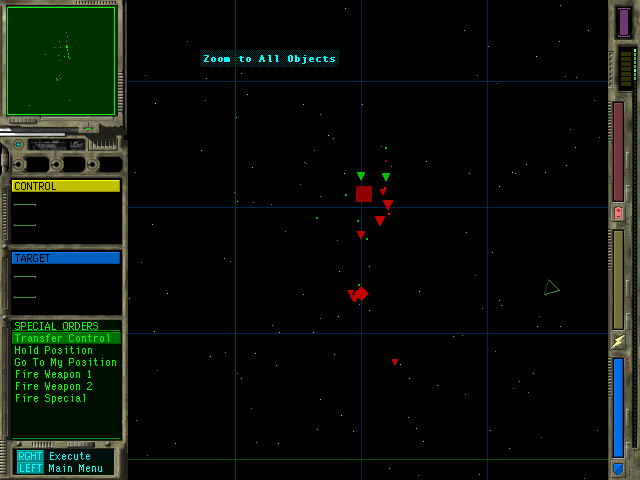 Zoom to All Objects
CONTROL
TARGET
SPECIAL ORDERS
Transfer Control
Hold Position
Go To My Position
Fire Weapon 1
Fire Weapon 2
Fire Special
RGHT Execute
LEFT Main Menu